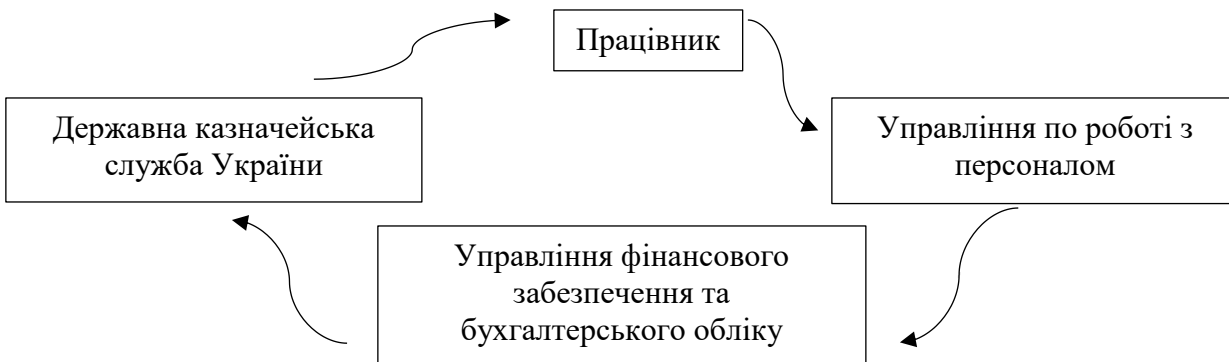 Працівник
Державна казначейська
служба України
Управління по роботі з
персоналом
Управління фінансового
забезпечення та
бухгалтерського обліку